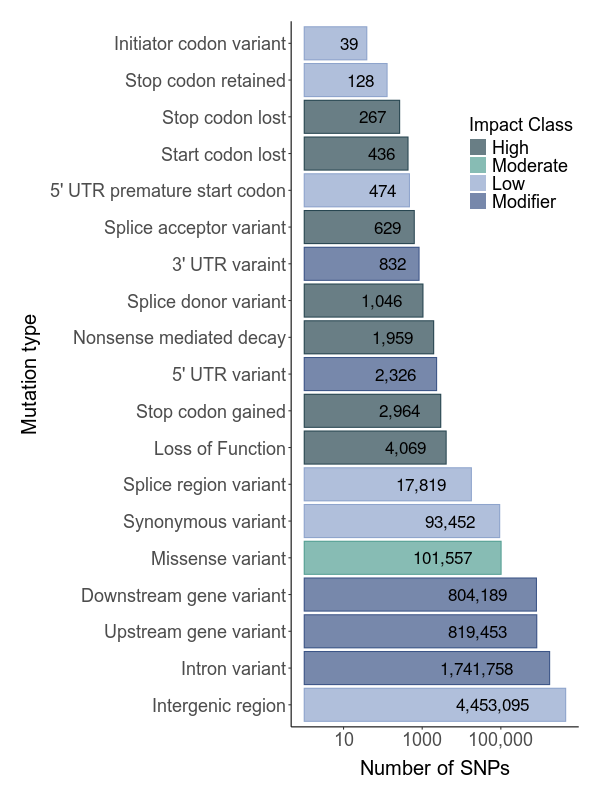 Initiator codon variant 39
Stop codon retained 128
Stop codon lost 267
Start codon lost 436
5' UTR premature start codon 474
Splice acceptor variant 629
3' UTR varaint 832
Splice donor variant 1,046
Nonsense mediated decay 1,959
5' UTR variant 2,326
Stop codon gained 2,964
Loss of Function 4,069
Splice region variant 17,819
Synonymous variant 93,452
Missense variant 101,557
Downstream gene variant 804,189
Upstream gene variant 819,453
Intron variant 1,741,758
Intergenic region 4,453,095
Impact Class
High
Moderate
Low
Modifier
Mutation type
10 1000 100,000
Number of SNPs